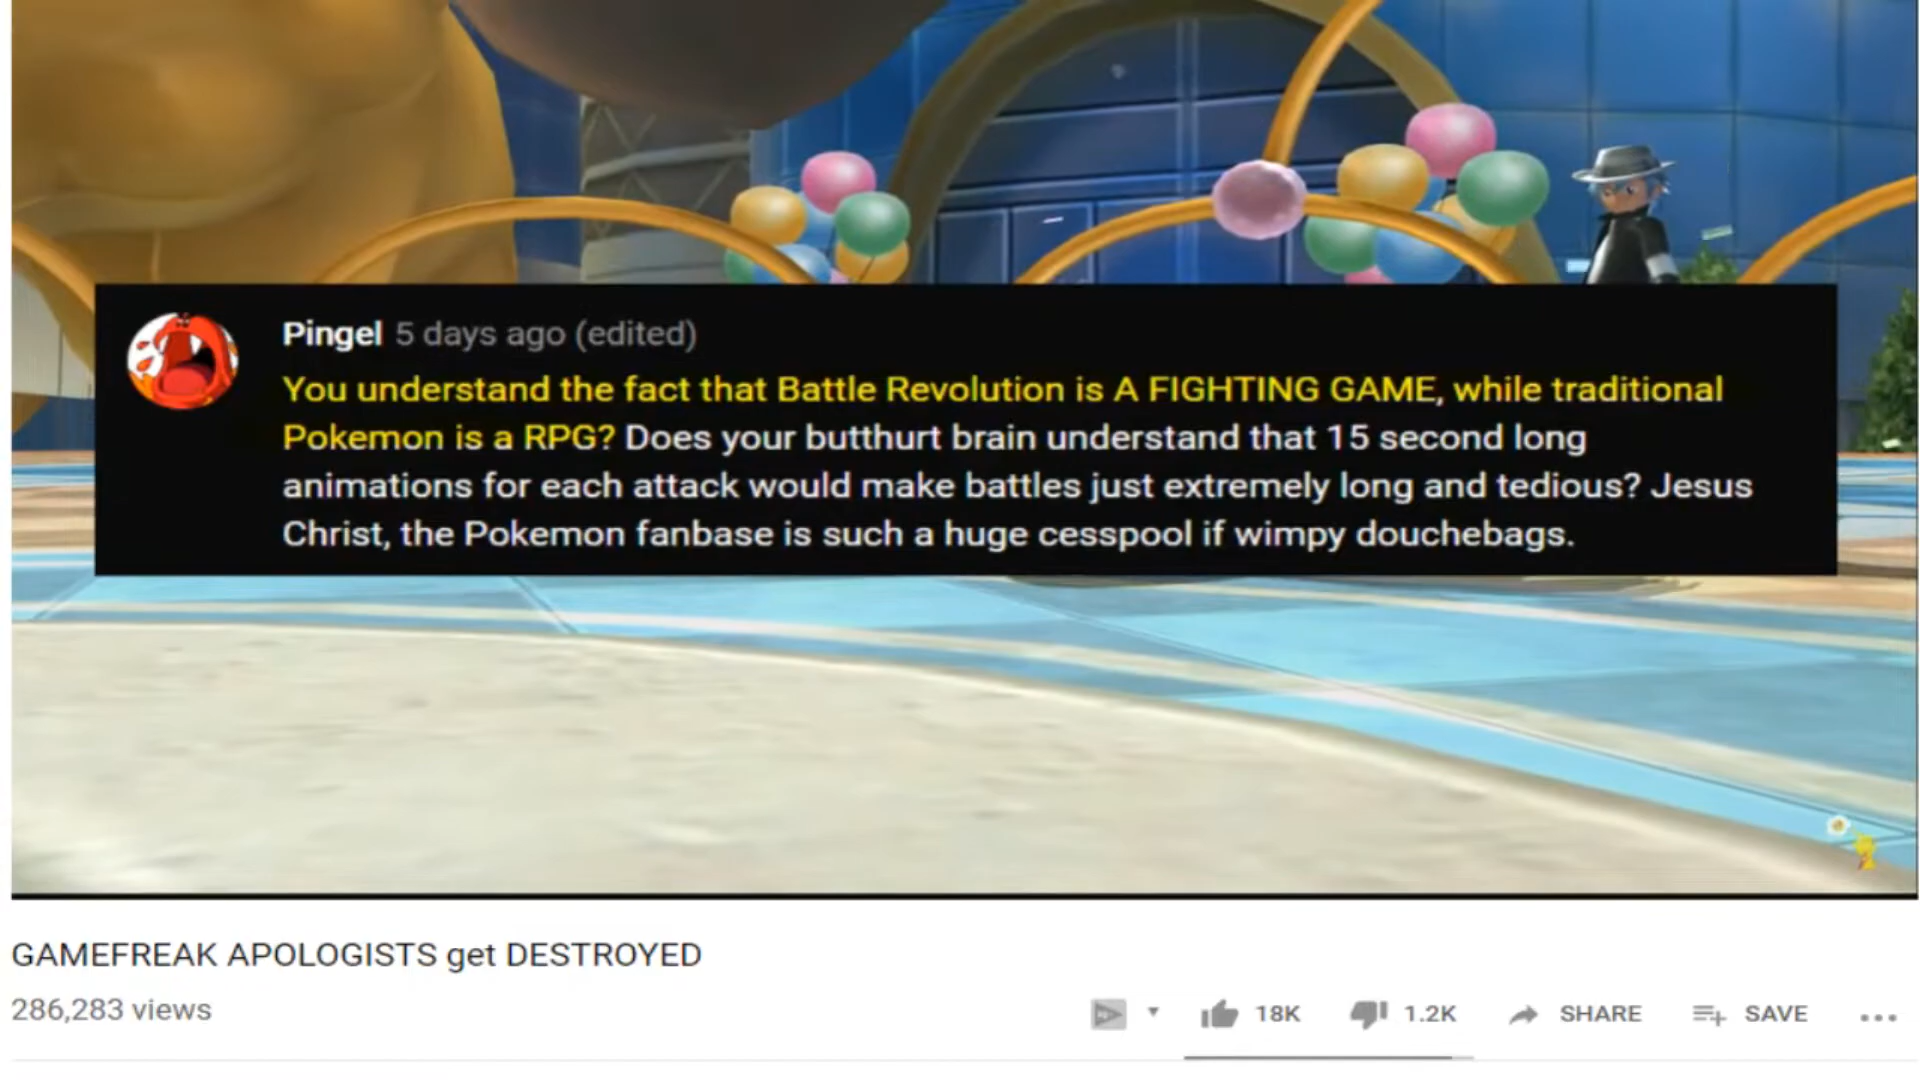 Pingel 5 days ago (edited)
You understand the fact that Battle Revolution is A FIGHTING GAME, while traditional
Pokemon is a RPG? Does your butthurt brain understand that 15 second long
animations for each attack would make battles just extremely long and tedious? Jesus
Christ, the Pokemon fanbase is such a huge cesspool if wimpy douchebags.
GAMEFREAK APOLOGISTS get DESTROYED
286,283 views
18K
1.2K
SHARE
SAVE